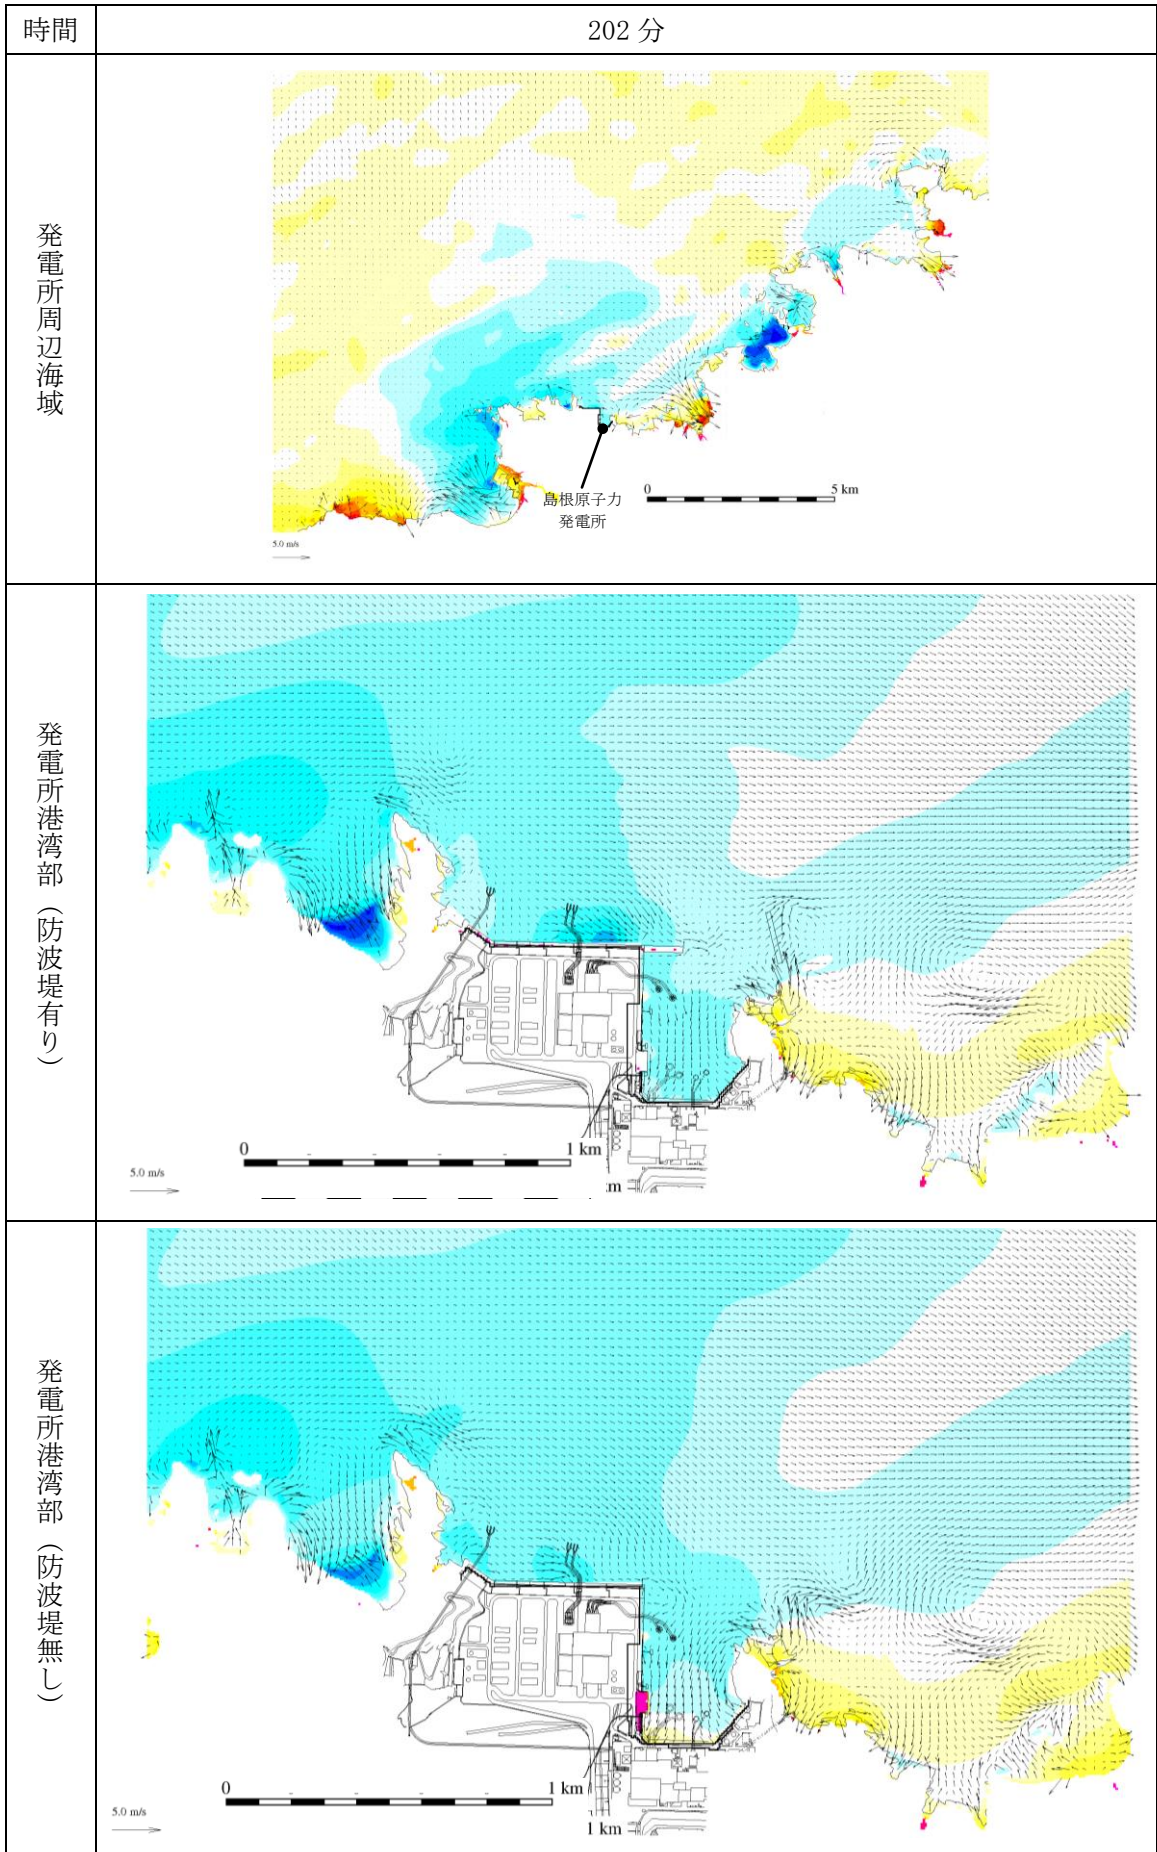 時間
202 分
発電所周辺海域
島根原子力
発電所
0
5 km
5.0 m/s
発電所港湾部（防波堤有り）
0
1 km
5.0 m/s
m
発電所港湾部（防波堤無し）
0
1 km
5.0 m/s
1 km